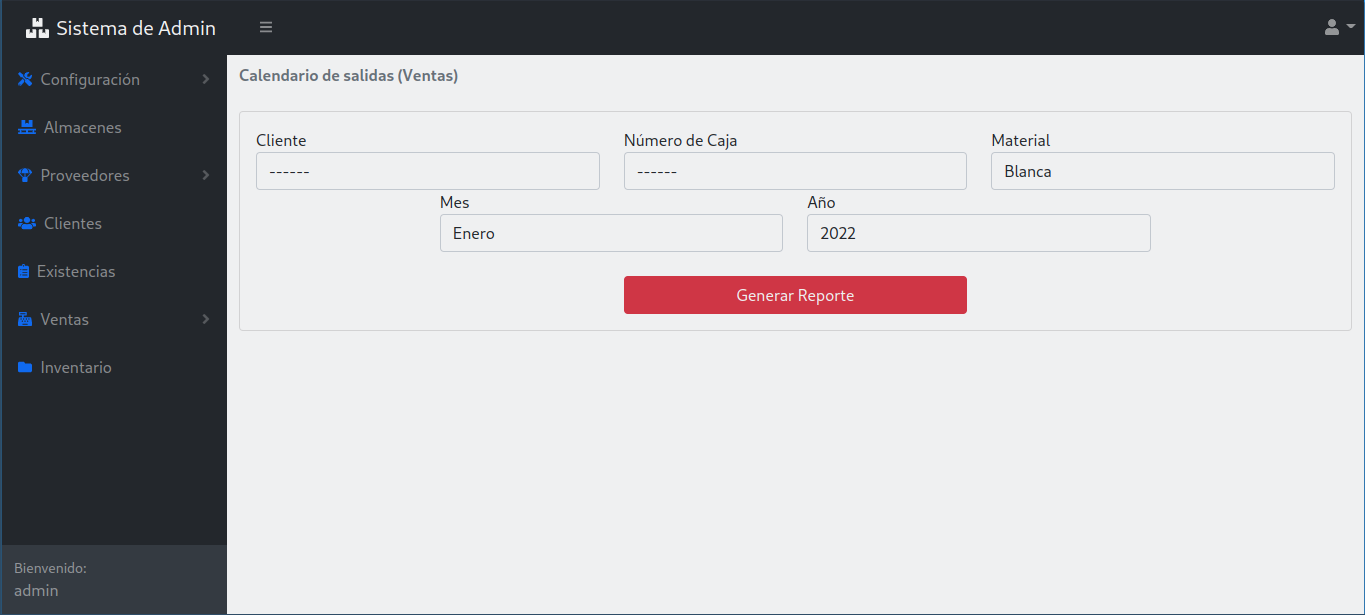 Sistema de Admin
Configuración
Almacenes
Proveedores
Clientes
Existencias
Ventas
Inventario
Bienvenido:
admin
Calendario de salidas (Ventas)
Cliente
Número de Caja
Material
------
------
Blanca
Mes
Año
Enero
2022
Generar Reporte